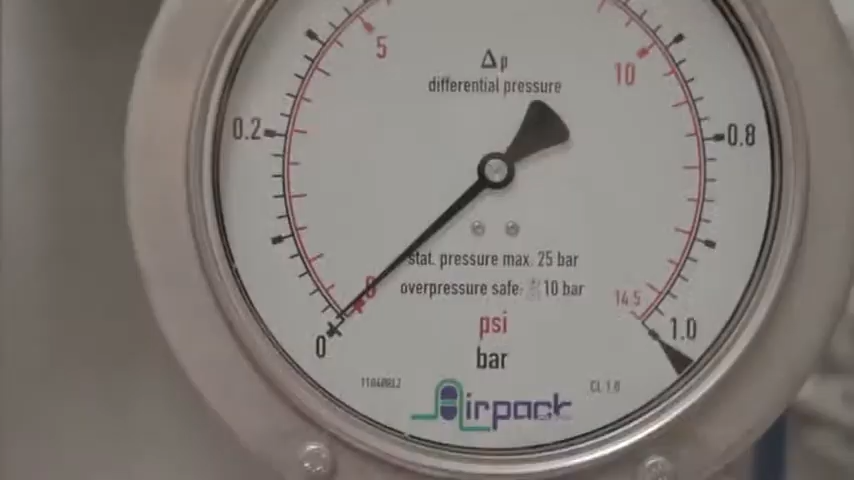 5
Δp
differential pressure
10
0.2
0.8
stat. pressure max. 25 bar
0
overpressure safe: 10 bar
14.5
psi
1.0
0
bar
CL 1.0
Airpack